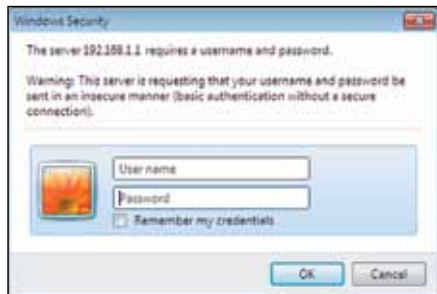 Windows Security
The server 192.168.1.1 requires a username and password.
Warning: This server is requesting that your username and password be
sent in an insecure manner (basic authentication without a secure
connection).
User name
Password
Remember my credentials
OK
Cancel